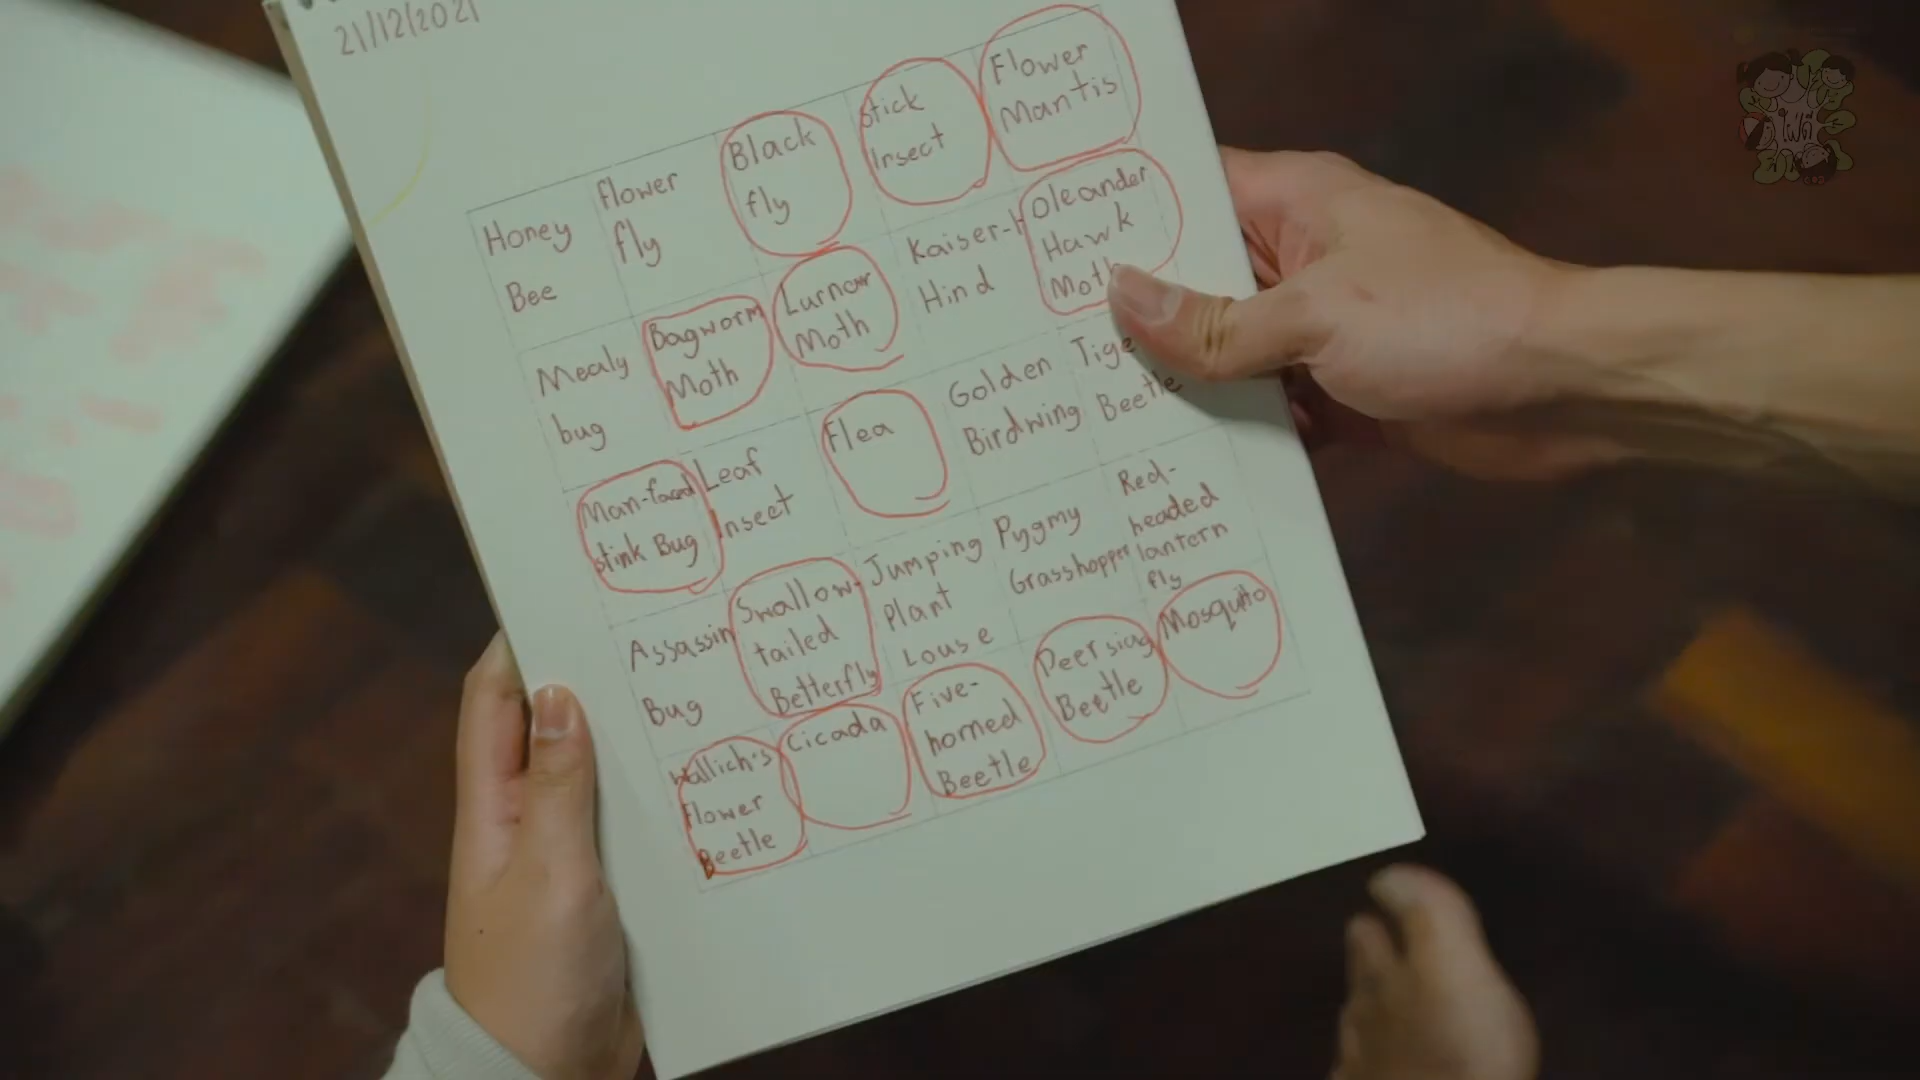 21/12/2021
Honey
Bee
flower
fly
Black
fly
Stick
Insect
Flower
Mantis
Mealy
bug
Bagworm
Moth
Lurnar
Moth
Kaiser-
Hind
Oleander
Hawk
Moth
Man-faced
stink Bug
Leaf
Insect
Flea
Golden
Birdwing
Tige
Beetle
Assassin
Bug
Swallow-
tailed
Betterfly
Jumping
Plant
Louse
Pygmy
Grasshopper
Red-
headed
lantern
fly
Wallich's
Flower
Beetle
Cicada
Five-
horned
Beetle
Beetle
Mosquito